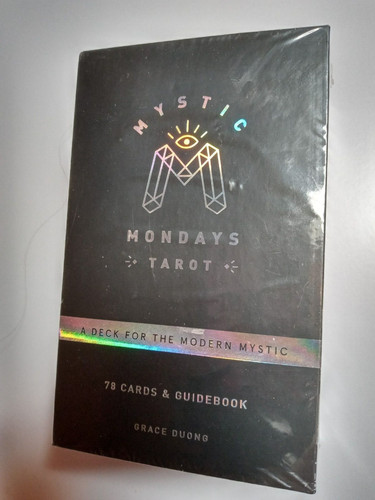 MYSTIC
M
MONDAYS
TAROT
A DECK FOR THE MODERN MYSTIC
78 CARDS & GUIDEBOOK
GRACE DUONG